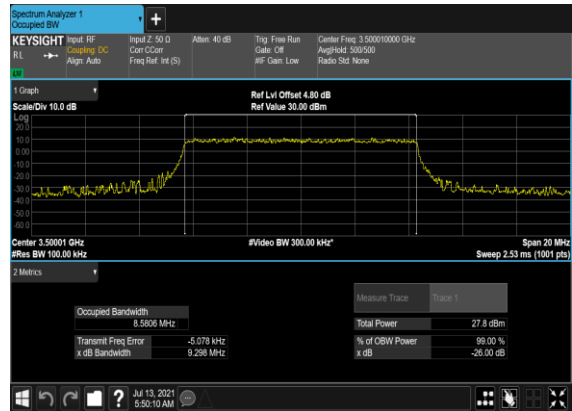 Spectrum Analyzer 1
Occupied BW
KEYSIGHT
Input: RF
Coupling: DC
Align: Auto
Input Z: 50 Ω
Corr CCorr
Freq Ref: Int (S)
Atten: 40 dB
Trig: Free Run
Gate: Off
#IF Gain: Low
Center Freq: 3.500010000 GHz
Avg|Hold: 500/500
Radio Std: None
RL
1 Graph
Scale/Div 10.0 dB
Ref Lvl Offset 4.80 dB
Ref Value 30.00 dBm
Log
20.0
10.0
0.00
-10.0
-20.0
-30.0
-40.0
-50.0
-60.0
Center 3.50001 GHz
#Res BW 100.00 kHz
#Video BW 300.00 kHz*
Span 20 MHz
Sweep 2.53 ms (1001 pts)
2 Metrics
Measure Trace
Trace 1
Occupied Bandwidth
8.5806 MHz
Total Power
27.8 dBm
Transmit Freq Error
-5.078 kHz
% of OBW Power
99.00 %
x dB Bandwidth
9.298 MHz
x dB
-26.00 dB
?
Jul 13, 2021
5:50:10 AM